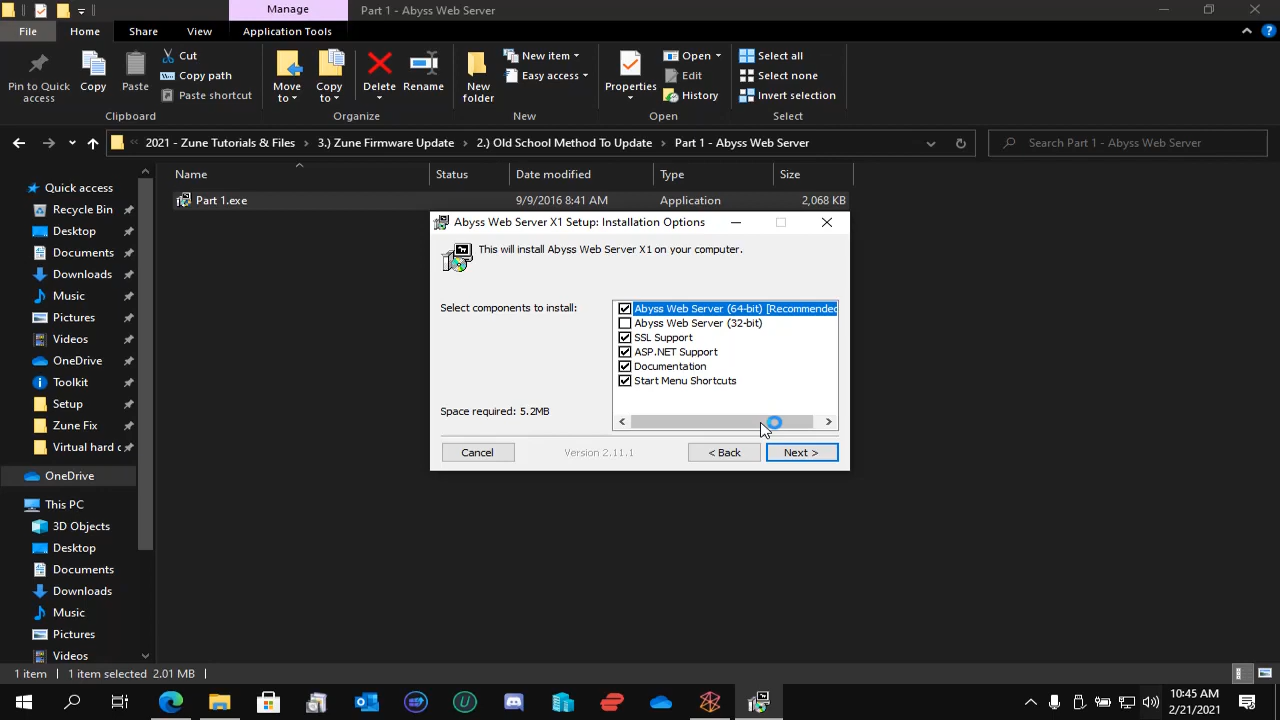 Manage
Part 1 - Abyss Web Server
File
Home
Share
View
Application Tools
Pin to Quick access
Copy
Paste
Cut
Copy path
Paste shortcut
Clipboard
Move to
Copy to
Delete
Rename
Organize
New folder
New item
Easy access
New
Properties
Open
Edit
History
Open
Select all
Select none
Invert selection
Select
2021 - Zune Tutorials & Files
3.) Zune Firmware Update
2.) Old School Method To Update
Part 1 - Abyss Web Server
Search Part 1 - Abyss Web Server
Name
Status
Date modified
Type
Size
Part 1.exe
9/9/2016 8:41 AM
Application
2,068 KB
Quick access
Recycle Bin
Desktop
Documents
Downloads
Music
Pictures
Videos
OneDrive
Toolkit
Setup
Zune Fix
Virtual hard d
OneDrive
This PC
3D Objects
Desktop
Documents
Downloads
Music
Pictures
Videos
Abyss Web Server X1 Setup: Installation Options
This will install Abyss Web Server X1 on your computer.
Select components to install:
Abyss Web Server (64-bit) [Recommended
Abyss Web Server (32-bit)
SSL Support
ASP.NET Support
Documentation
Start Menu Shortcuts
Space required: 5.2MB
Cancel
Version 2.11.1
< Back
Next >
1 item
1 item selected 2.01 MB
10:45 AM
2/21/2021